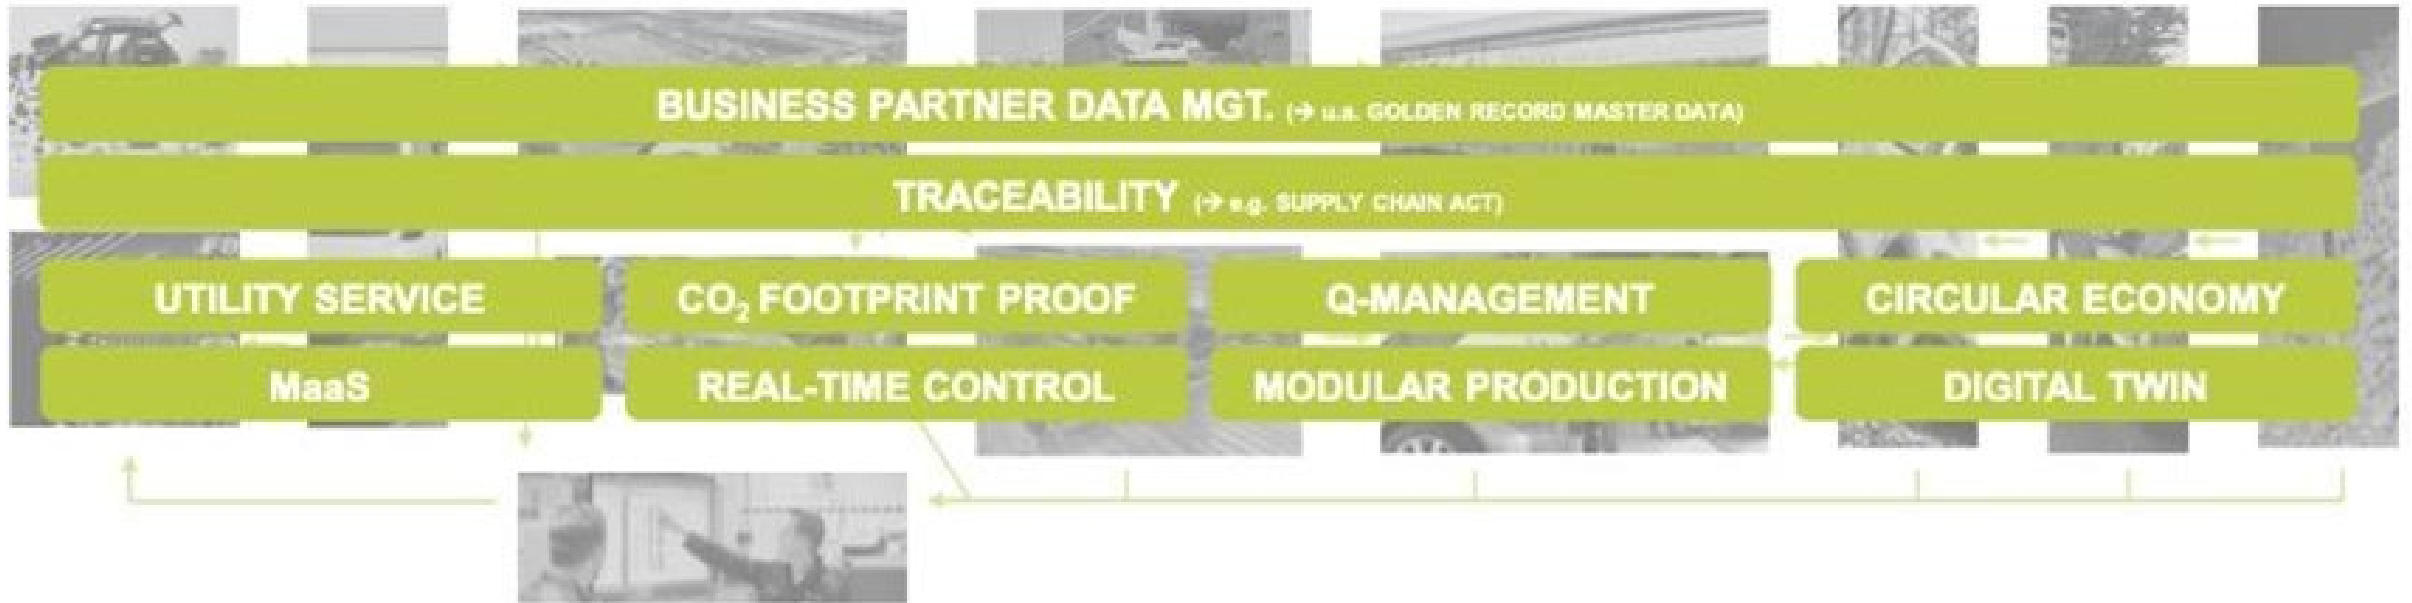 BUSINESS PARTNER DATA MGT. (→ u.a. GOLDEN RECORD MASTER DATA)
TRACEABILITY (→ e.g. SUPPLY CHAIN ACT)
UTILITY SERVICE
CO₂ FOOTPRINT PROOF
Q-MANAGEMENT
CIRCULAR ECONOMY
MaaS
REAL-TIME CONTROL
MODULAR PRODUCTION
DIGITAL TWIN